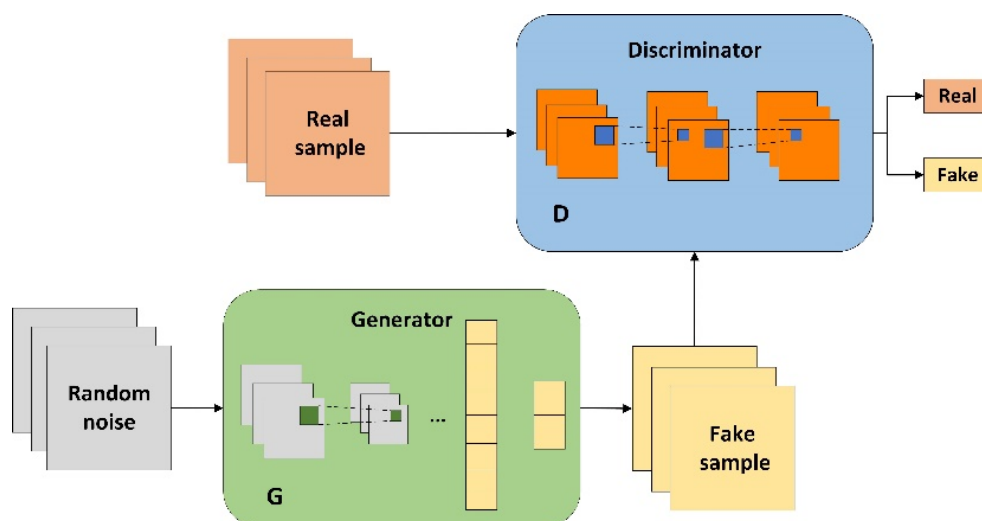 Discriminator
Real
sample
Real
Fake
D
Generator
Random
noise
...
Fake
sample
G